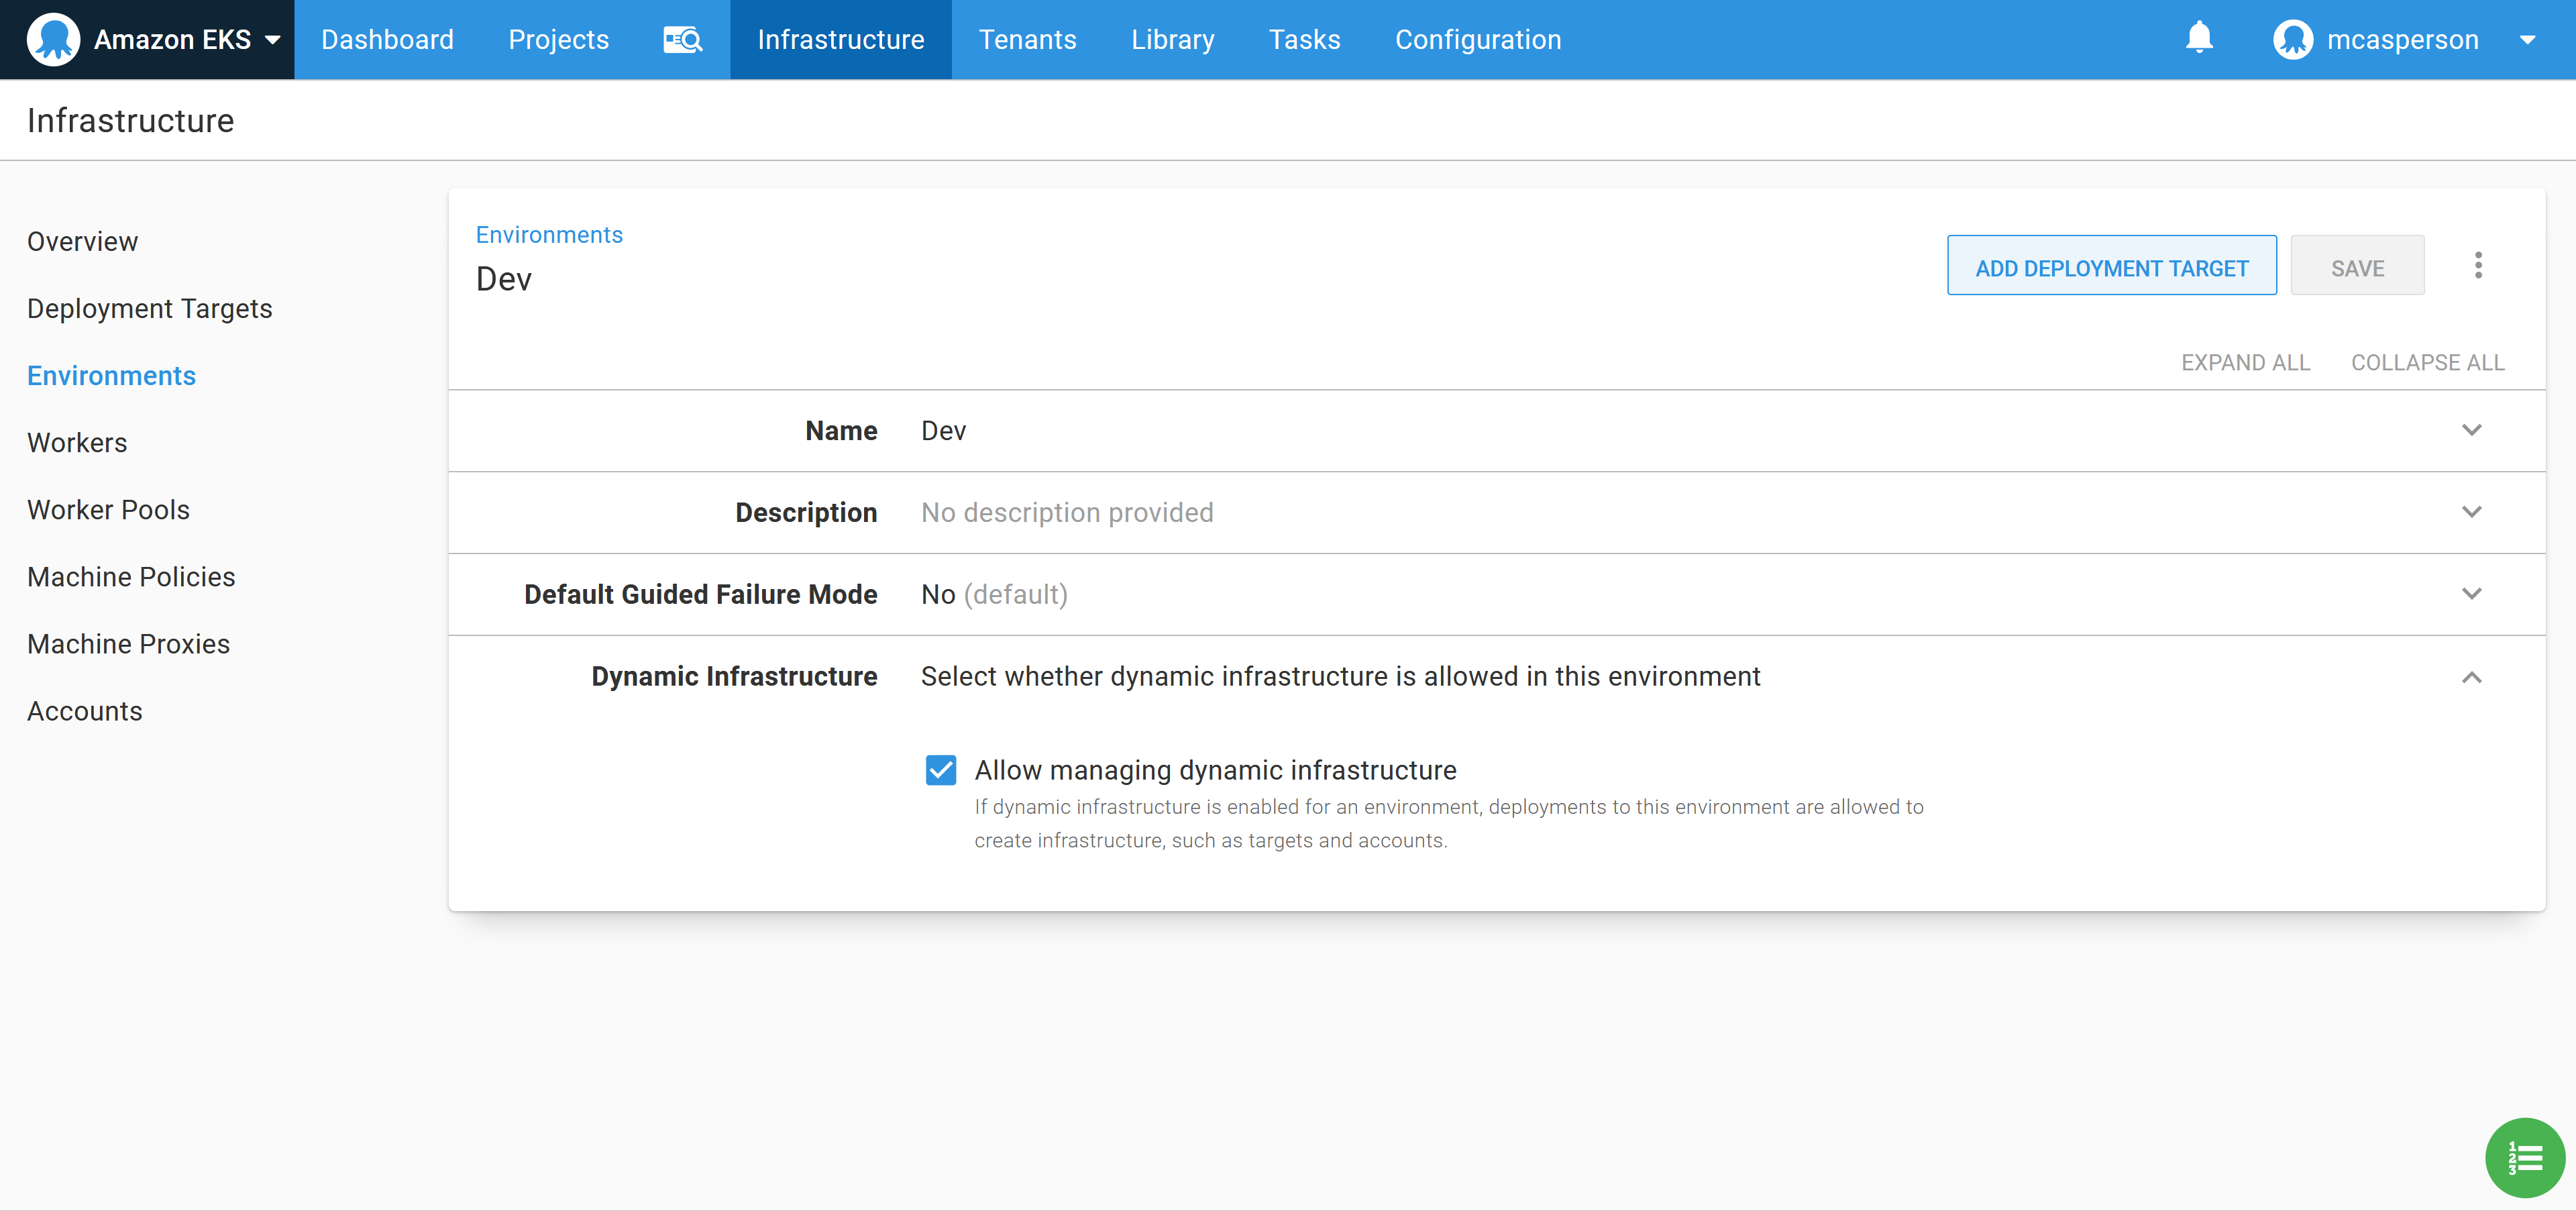 Amazon EKS Dashboard Projects Infrastructure Tenants Library Tasks Configuration mcasperson
Infrastructure
Overview
Deployment Targets
Environments
Workers
Worker Pools
Machine Policies
Machine Proxies
Accounts
Environments
Dev
ADD DEPLOYMENT TARGET SAVE
EXPAND ALL COLLAPSE ALL
Name Dev
Description No description provided
Default Guided Failure Mode No (default)
Dynamic Infrastructure Select whether dynamic infrastructure is allowed in this environment
Allow managing dynamic infrastructure
If dynamic infrastructure is enabled for an environment, deployments to this environment are allowed to
create infrastructure, such as targets and accounts.
1
2
3